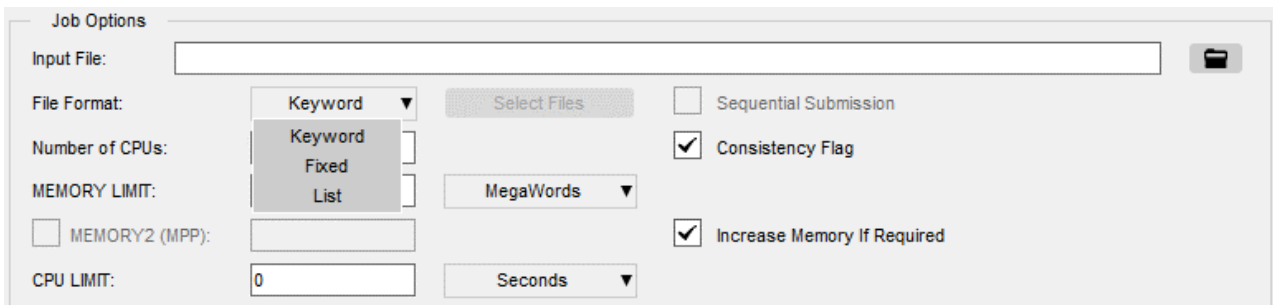 Job Options
Input File:
File Format: Keyword Select Files Sequential Submission
Keyword
Number of CPUs: Consistency Flag
Fixed
MEMORY LIMIT: List MegaWords
MEMORY2 (MPP): Increase Memory If Required
CPU LIMIT: 0 Seconds